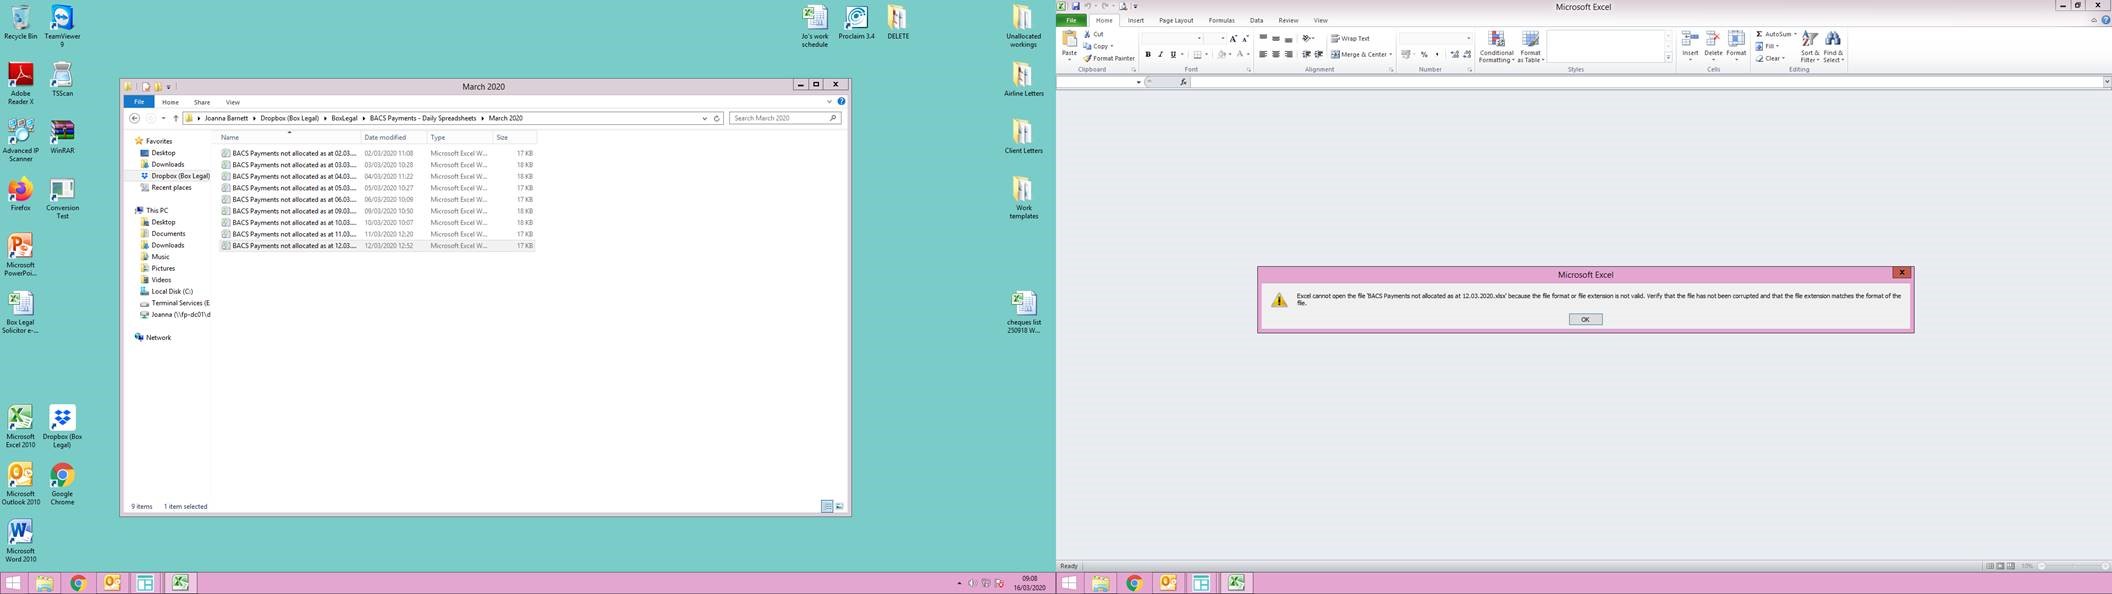 Recycle Bin
TeamViewer
9
Adobe
Reader X
TSScan
Advanced IP
Scanner
WinRAR
Firefox
Conversion
Test
Microsoft
PowerPoi...
Box Legal
Solicitor e-...
Microsoft
Excel 2010
Dropbox (Box
Legal)
Microsoft
Outlook 2010
Google
Chrome
Microsoft
Word 2010
Jo's work
schedule
Proclaim 3.4
DELETE
Unallocated
workings
Airline Letters
Client Letters
Work
templates
cheques list
250918 W...
March 2020
File Home Share View
Joanna Barnett Dropbox (Box Legal) BoxLegal BACS Payments - Daily Spreadsheets March 2020
Search March 2020
Favorites
Desktop
Downloads
Dropbox (Box Legal)
Recent places
This PC
Desktop
Documents
Downloads
Music
Pictures
Videos
Local Disk (C:)
Terminal Services (E
Joanna (\\fp-dc01\d
Network
Name Date modified Type Size
BACS Payments not allocated as at 02.03.... 02/03/2020 11:08 Microsoft Excel W... 17 KB
BACS Payments not allocated as at 03.03.... 03/03/2020 10:28 Microsoft Excel W... 18 KB
BACS Payments not allocated as at 04.03.... 04/03/2020 11:22 Microsoft Excel W... 18 KB
BACS Payments not allocated as at 05.03.... 05/03/2020 10:27 Microsoft Excel W... 17 KB
BACS Payments not allocated as at 06.03.... 06/03/2020 10:09 Microsoft Excel W... 17 KB
BACS Payments not allocated as at 09.03.... 09/03/2020 10:50 Microsoft Excel W... 18 KB
BACS Payments not allocated as at 10.03.... 10/03/2020 10:07 Microsoft Excel W... 18 KB
BACS Payments not allocated as at 11.03.... 11/03/2020 12:20 Microsoft Excel W... 17 KB
BACS Payments not allocated as at 12.03.... 12/03/2020 12:52 Microsoft Excel W... 17 KB
9 items 1 item selected
09:08
16/03/2020
Microsoft Excel
File Home Insert Page Layout Formulas Data Review View
Paste
Cut
Copy
Format Painter
Clipboard
B I U
Font
Wrap Text
Merge & Center
Alignment
Number
Conditional
Formatting
Format
as Table
Styles
Insert Delete Format
Cells
AutoSum
Fill
Clear
Sort &
Filter
Find &
Select
Editing
fx
Microsoft Excel
Excel cannot open the file 'BACS Payments not allocated as at 12.03.2020.xlsx' because the file format or file extension is not valid. Verify that the file has not been corrupted and that the file extension matches the format of the
file.
OK
Ready
10%